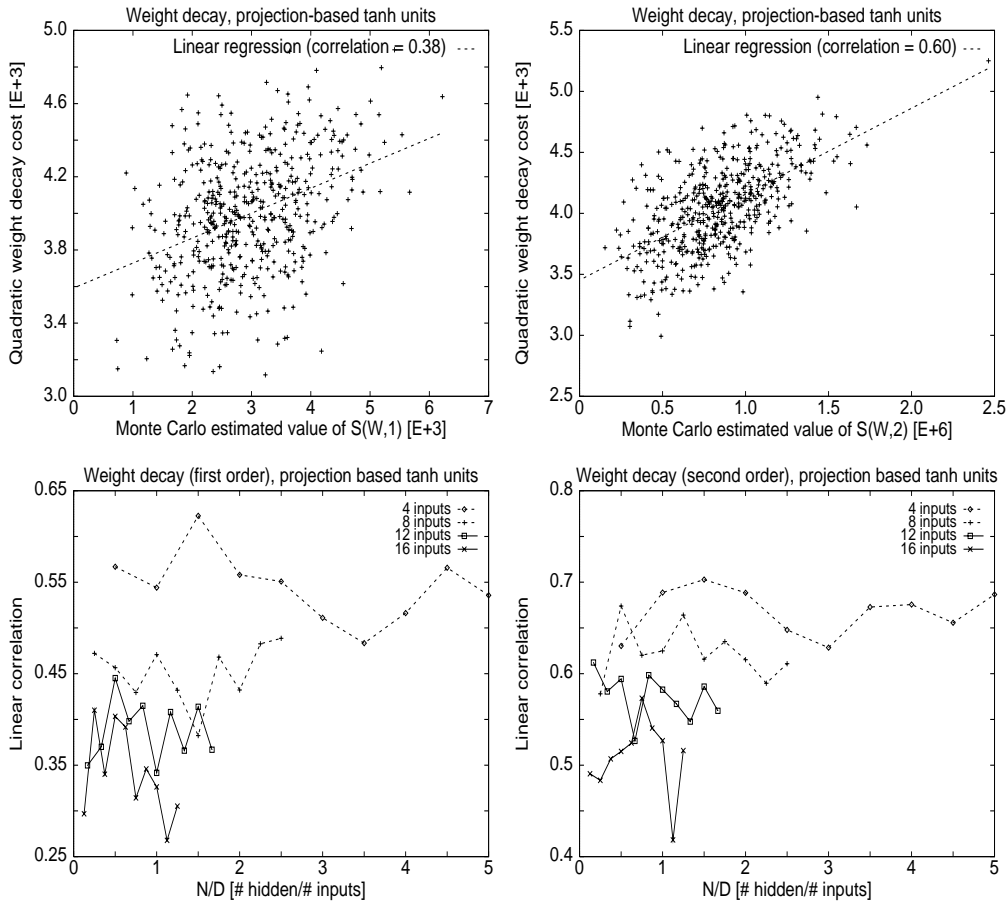 Weight decay, projection-based tanh units
Linear regression (correlation = 0.38)
Quadratic weight decay cost [E+3]
5.0
4.6
4.2
3.8
3.4
3.0
0 1 2 3 4 5 6 7
Monte Carlo estimated value of S(W,1) [E+3]
Weight decay, projection-based tanh units
Linear regression (correlation = 0.60)
Quadratic weight decay cost [E+3]
5.5
5.0
4.5
4.0
3.5
3.0
2.5
0 0.5 1.0 1.5 2.0 2.5
Monte Carlo estimated value of S(W,2) [E+6]
Weight decay (first order), projection based tanh units
4 inputs
8 inputs
12 inputs
16 inputs
Linear correlation
0.65
0.55
0.45
0.35
0.25
0 1 2 3 4 5
N/D [# hidden/# inputs]
Weight decay (second order), projection based tanh units
4 inputs
8 inputs
12 inputs
16 inputs
Linear correlation
0.8
0.7
0.6
0.5
0.4
0 1 2 3 4 5
N/D [# hidden/# inputs]